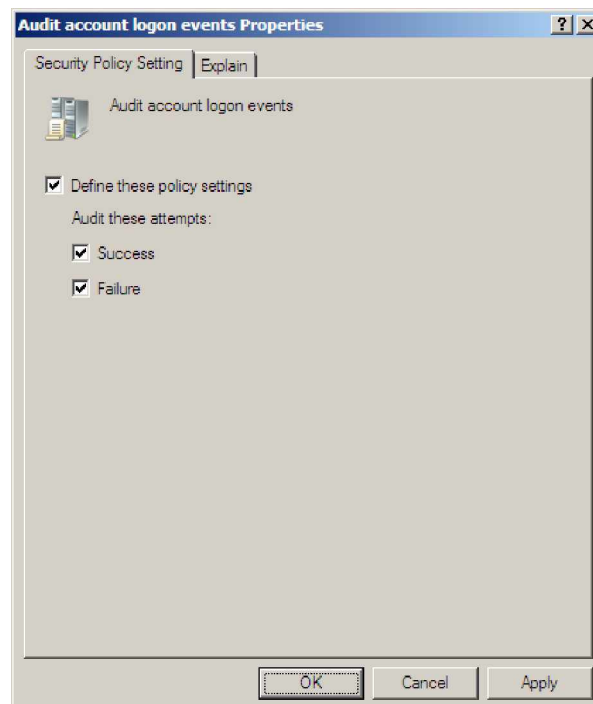 Audit account logon events Properties
Security Policy Setting Explain
Audit account logon events
Define these policy settings
Audit these attempts:
Success
Failure
OK Cancel Apply